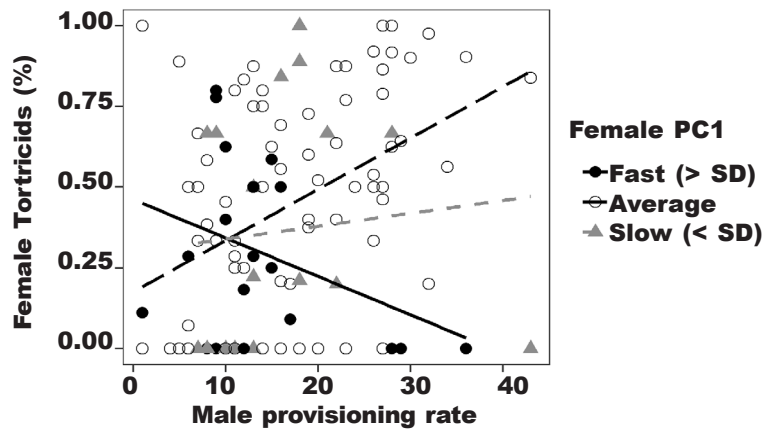 Female Tortricids (%)
1.00
0.75
0.50
0.25
0.00
0 10 20 30 40
Male provisioning rate
Female PC1
Fast (> SD)
Average
Slow (< SD)